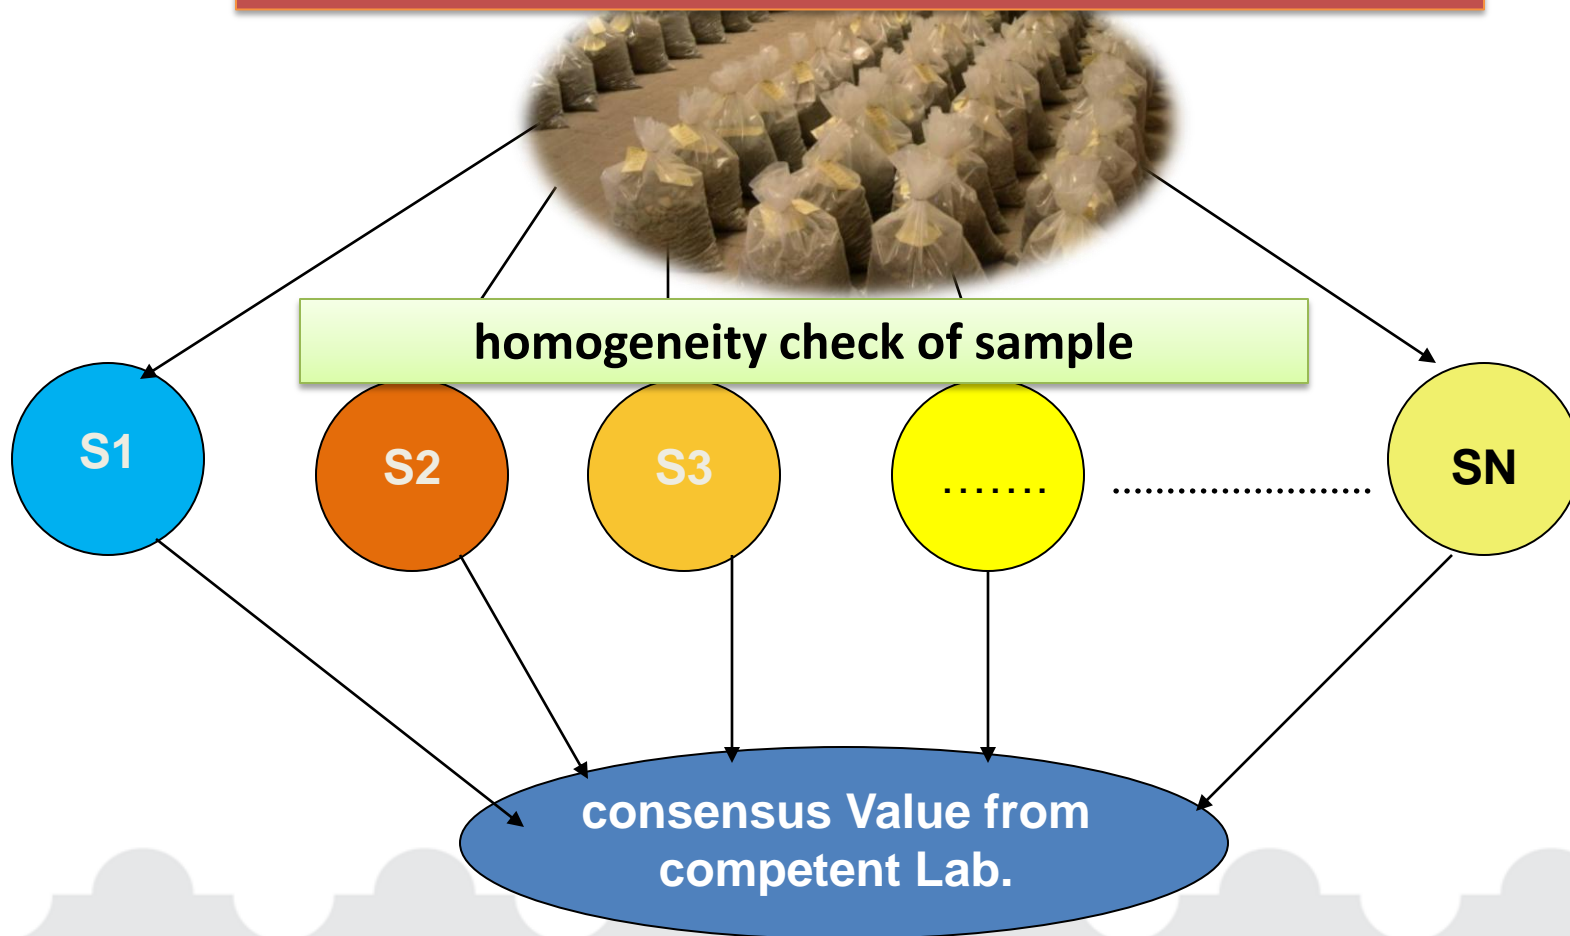 homogeneity check of sample
S1
S2
S3
.......
........................
SN
consensus Value from
competent Lab.